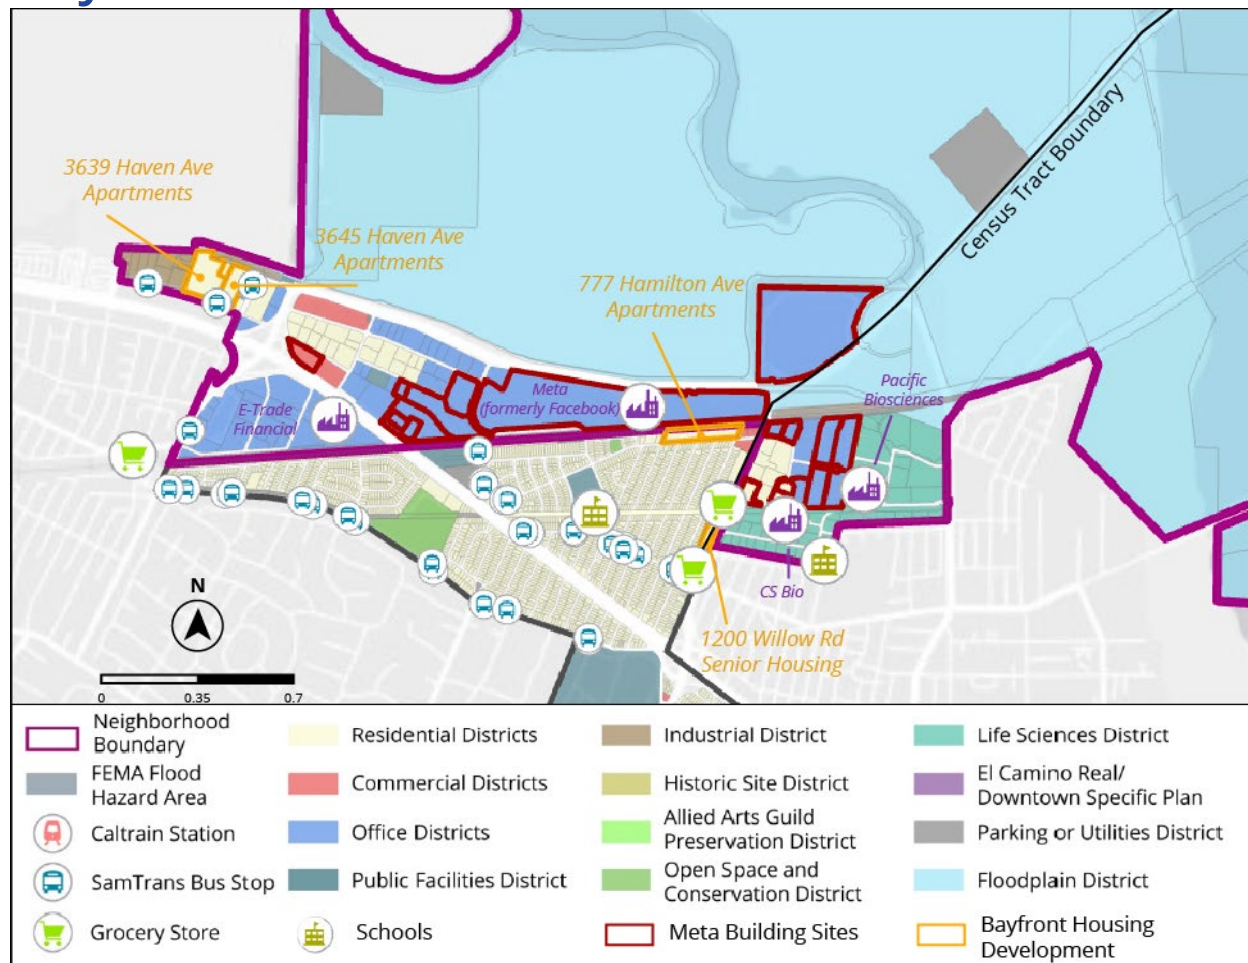 3639 Haven Ave
Apartments
3645 Haven Ave
Apartments
777 Hamilton Ave
Apartments
Census Tract Boundary
Pacific
Biosciences
Meta
(formerly Facebook)
E-Trade
Financial
CS Bio
1200 Willow Rd
Senior Housing
N
0 0.35 0.7
Neighborhood
Boundary
FEMA Flood
Hazard Area
Caltrain Station
SamTrans Bus Stop
Grocery Store
Residential Districts
Commercial Districts
Office Districts
Public Facilities District
Schools
Industrial District
Historic Site District
Allied Arts Guild
Preservation District
Open Space and
Conservation District
Meta Building Sites
Life Sciences District
El Camino Real/
Downtown Specific Plan
Parking or Utilities District
Floodplain District
Bayfront Housing
Development